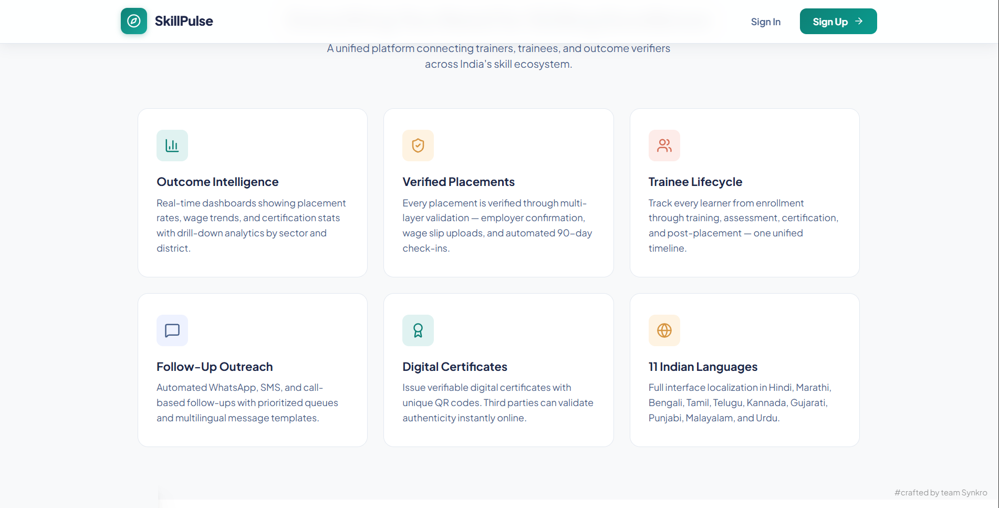 SkillPulse
Sign In
Sign Up
A unified platform connecting trainers, trainees, and outcome verifiers
across India's skill ecosystem.
Outcome Intelligence
Real-time dashboards showing placement
rates, wage trends, and certification stats
with drill-down analytics by sector and
district.
Verified Placements
Every placement is verified through multi-
layer validation — employer confirmation,
wage slip uploads, and automated 90-day
check-ins.
Trainee Lifecycle
Track every learner from enrollment
through training, assessment, certification,
and post-placement — one unified
timeline.
Follow-Up Outreach
Automated WhatsApp, SMS, and call-
based follow-ups with prioritized queues
and multilingual message templates.
Digital Certificates
Issue verifiable digital certificates with
unique QR codes. Third parties can validate
authenticity instantly online.
11 Indian Languages
Full interface localization in Hindi, Marathi,
Bengali, Tamil, Telugu, Kannada, Gujarati,
Punjabi, Malayalam, and Urdu.
#crafted by team Synkro